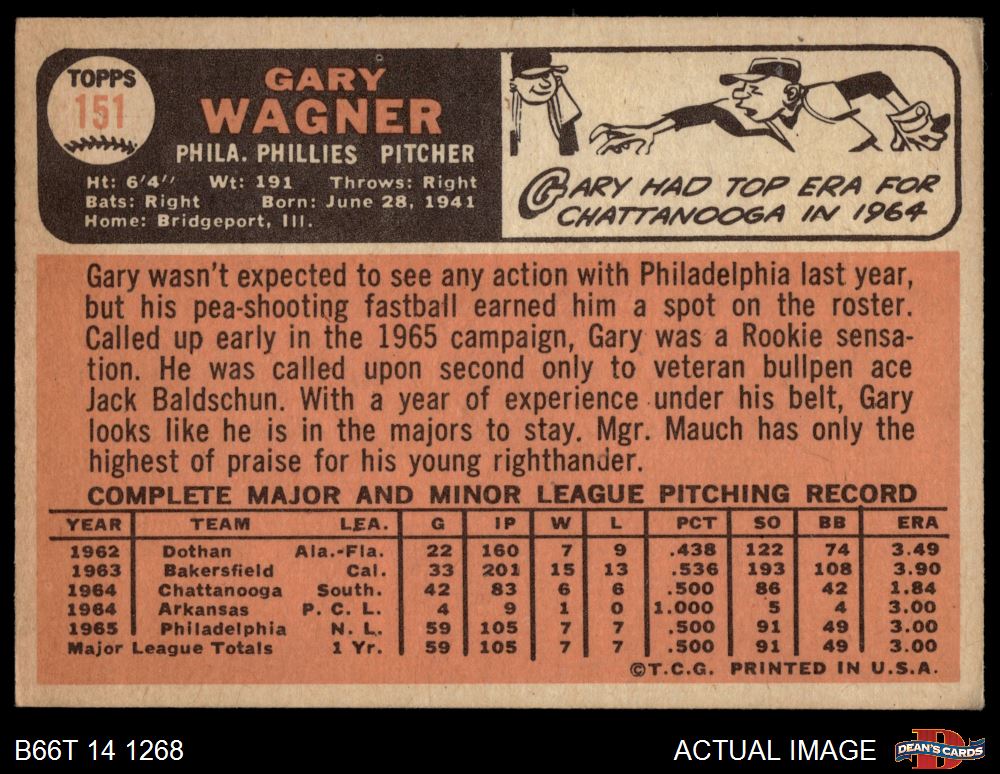 TOPPS
151
GARY
WAGNER
PHILA. PHILLIES PITCHER
Ht: 6'4" Wt: 191 Throws: Right
Bats: Right Born: June 28, 1941
Home: Bridgeport, Ill.
GARY HAD TOP ERA FOR
CHATTANOOGA IN 1964
Gary wasn't expected to see any action with Philadelphia last year,
but his pea-shooting fastball earned him a spot on the roster.
Called up early in the 1965 campaign, Gary was a Rookie sensa-
tion. He was called upon second only to veteran bullpen ace
Jack Baldschun. With a year of experience under his belt, Gary
looks like he is in the majors to stay. Mgr. Mauch has only the
highest of praise for his young righthander.
COMPLETE MAJOR AND MINOR LEAGUE PITCHING RECORD
YEAR TEAM LEA. G IP W L PCT SO BB ERA
1962 Dothan Ala.-Fla. 22 160 7 9 .438 122 74 3.49
1963 Bakersfield Cal. 33 201 15 13 .536 193 108 3.90
1964 Chattanooga South. 42 83 6 6 .500 86 42 1.84
1964 Arkansas P. C. L. 4 9 1 0 1.000 5 4 3.00
1965 Philadelphia N. L. 59 105 7 7 .500 91 49 3.00
Major League Totals 1 Yr. 59 105 7 7 .500 91 49 3.00
©T.C.G. PRINTED IN U.S.A.
B66T 14 1268
ACTUAL IMAGE
DEAN'S CARDS